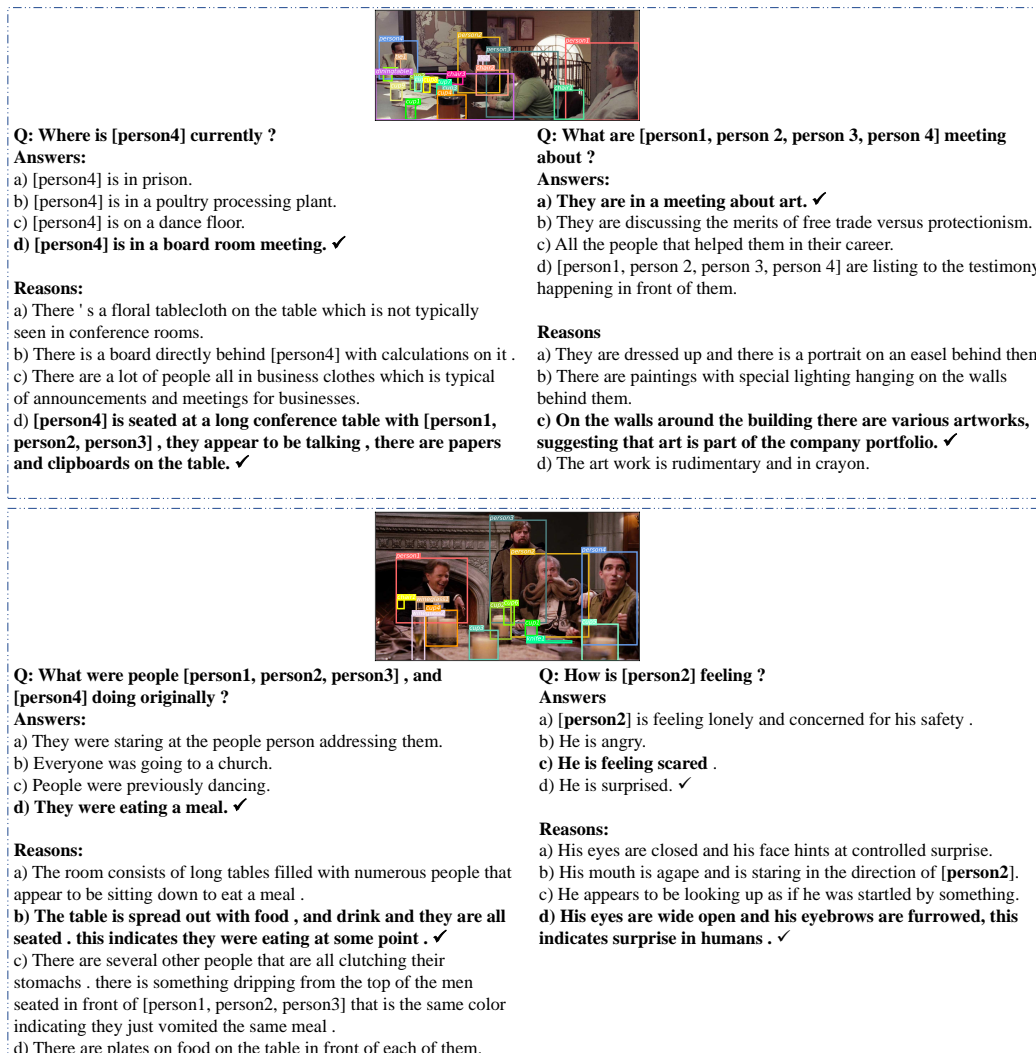 person4
person2
person3
person1
tie1
diningtable1
chair3
chair4
chair2
cup3
cup4
cup1
Q: Where is [person4] currently ?
Answers:
a) [person4] is in prison.
b) [person4] is in a poultry processing plant.
c) [person4] is on a dance floor.
d) [person4] is in a board room meeting. ✓
Reasons:
a) There ' s a floral tablecloth on the table which is not typically
seen in conference rooms.
b) There is a board directly behind [person4] with calculations on it .
c) There are a lot of people all in business clothes which is typical
of announcements and meetings for businesses.
d) [person4] is seated at a long conference table with [person1,
person2, person3] , they appear to be talking , there are papers
and clipboards on the table. ✓
Q: What are [person1, person 2, person 3, person 4] meeting
about ?
Answers:
a) They are in a meeting about art. ✓
b) They are discussing the merits of free trade versus protectionism.
c) All the people that helped them in their career.
d) [person1, person 2, person 3, person 4] are listing to the testimony
happening in front of them.
Reasons
a) They are dressed up and there is a portrait on an easel behind them
b) There are paintings with special lighting hanging on the walls
behind them.
c) On the walls around the building there are various artworks,
suggesting that art is part of the company portfolio. ✓
d) The art work is rudimentary and in crayon.
person3
person1
person2
person4
cup4
cup1
Q: What were people [person1, person2, person3] , and
[person4] doing originally ?
Answers:
a) They were staring at the people person addressing them.
b) Everyone was going to a church.
c) People were previously dancing.
d) They were eating a meal. ✓
Reasons:
a) The room consists of long tables filled with numerous people that
appear to be sitting down to eat a meal .
b) The table is spread out with food , and drink and they are all
seated . this indicates they were eating at some point . ✓
c) There are several other people that are all clutching their
stomachs . there is something dripping from the top of the men
seated in front of [person1, person2, person3] that is the same color
indicating they just vomited the same meal .
d) There are plates on food on the table in front of each of them.
Q: How is [person2] feeling ?
Answers
a) [person2] is feeling lonely and concerned for his safety .
b) He is angry.
c) He is feeling scared .
d) He is surprised. ✓
Reasons:
a) His eyes are closed and his face hints at controlled surprise.
b) His mouth is agape and is staring in the direction of [person2].
c) He appears to be looking up as if he was startled by something.
d) His eyes are wide open and his eyebrows are furrowed, this
indicates surprise in humans . ✓